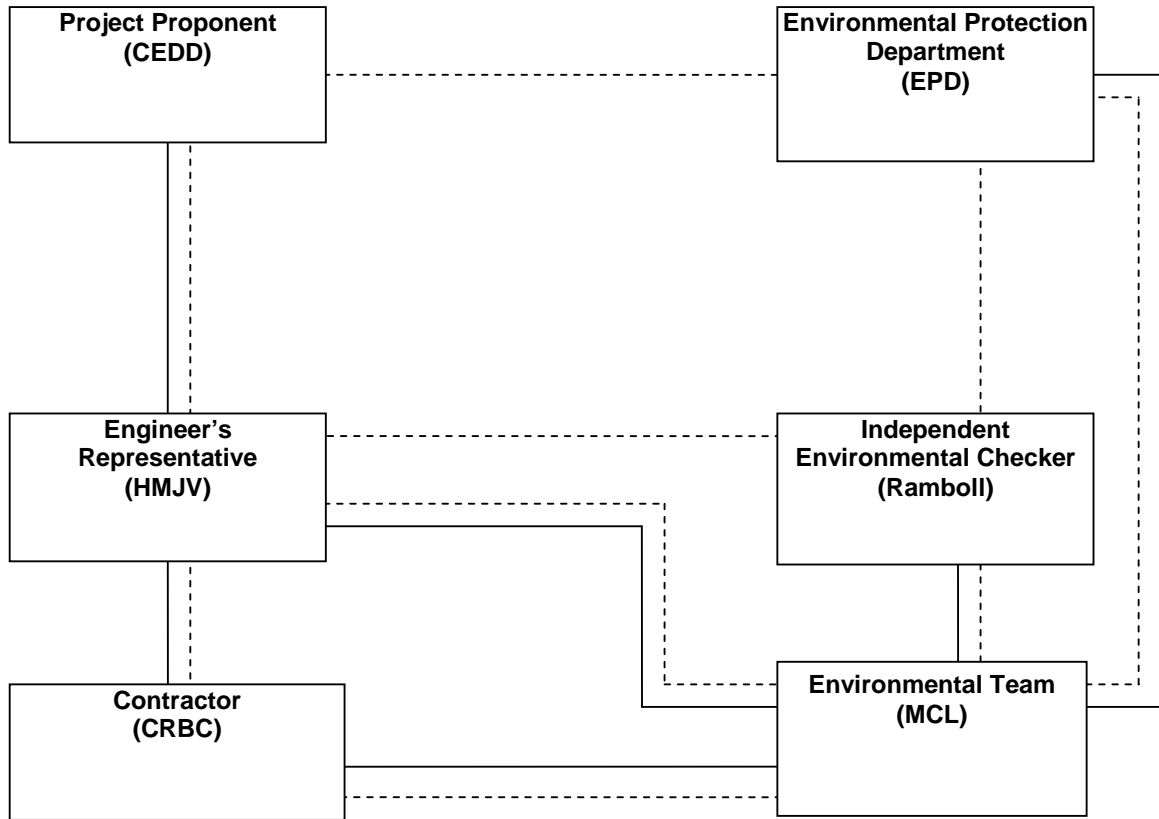 Project Proponent
(CEDD)
Environmental Protection
Department
(EPD)
Engineer’s
Representative
(HMJV)
Independent
Environmental Checker
(Ramboll)
Contractor
(CRBC)
Environmental Team
(MCL)